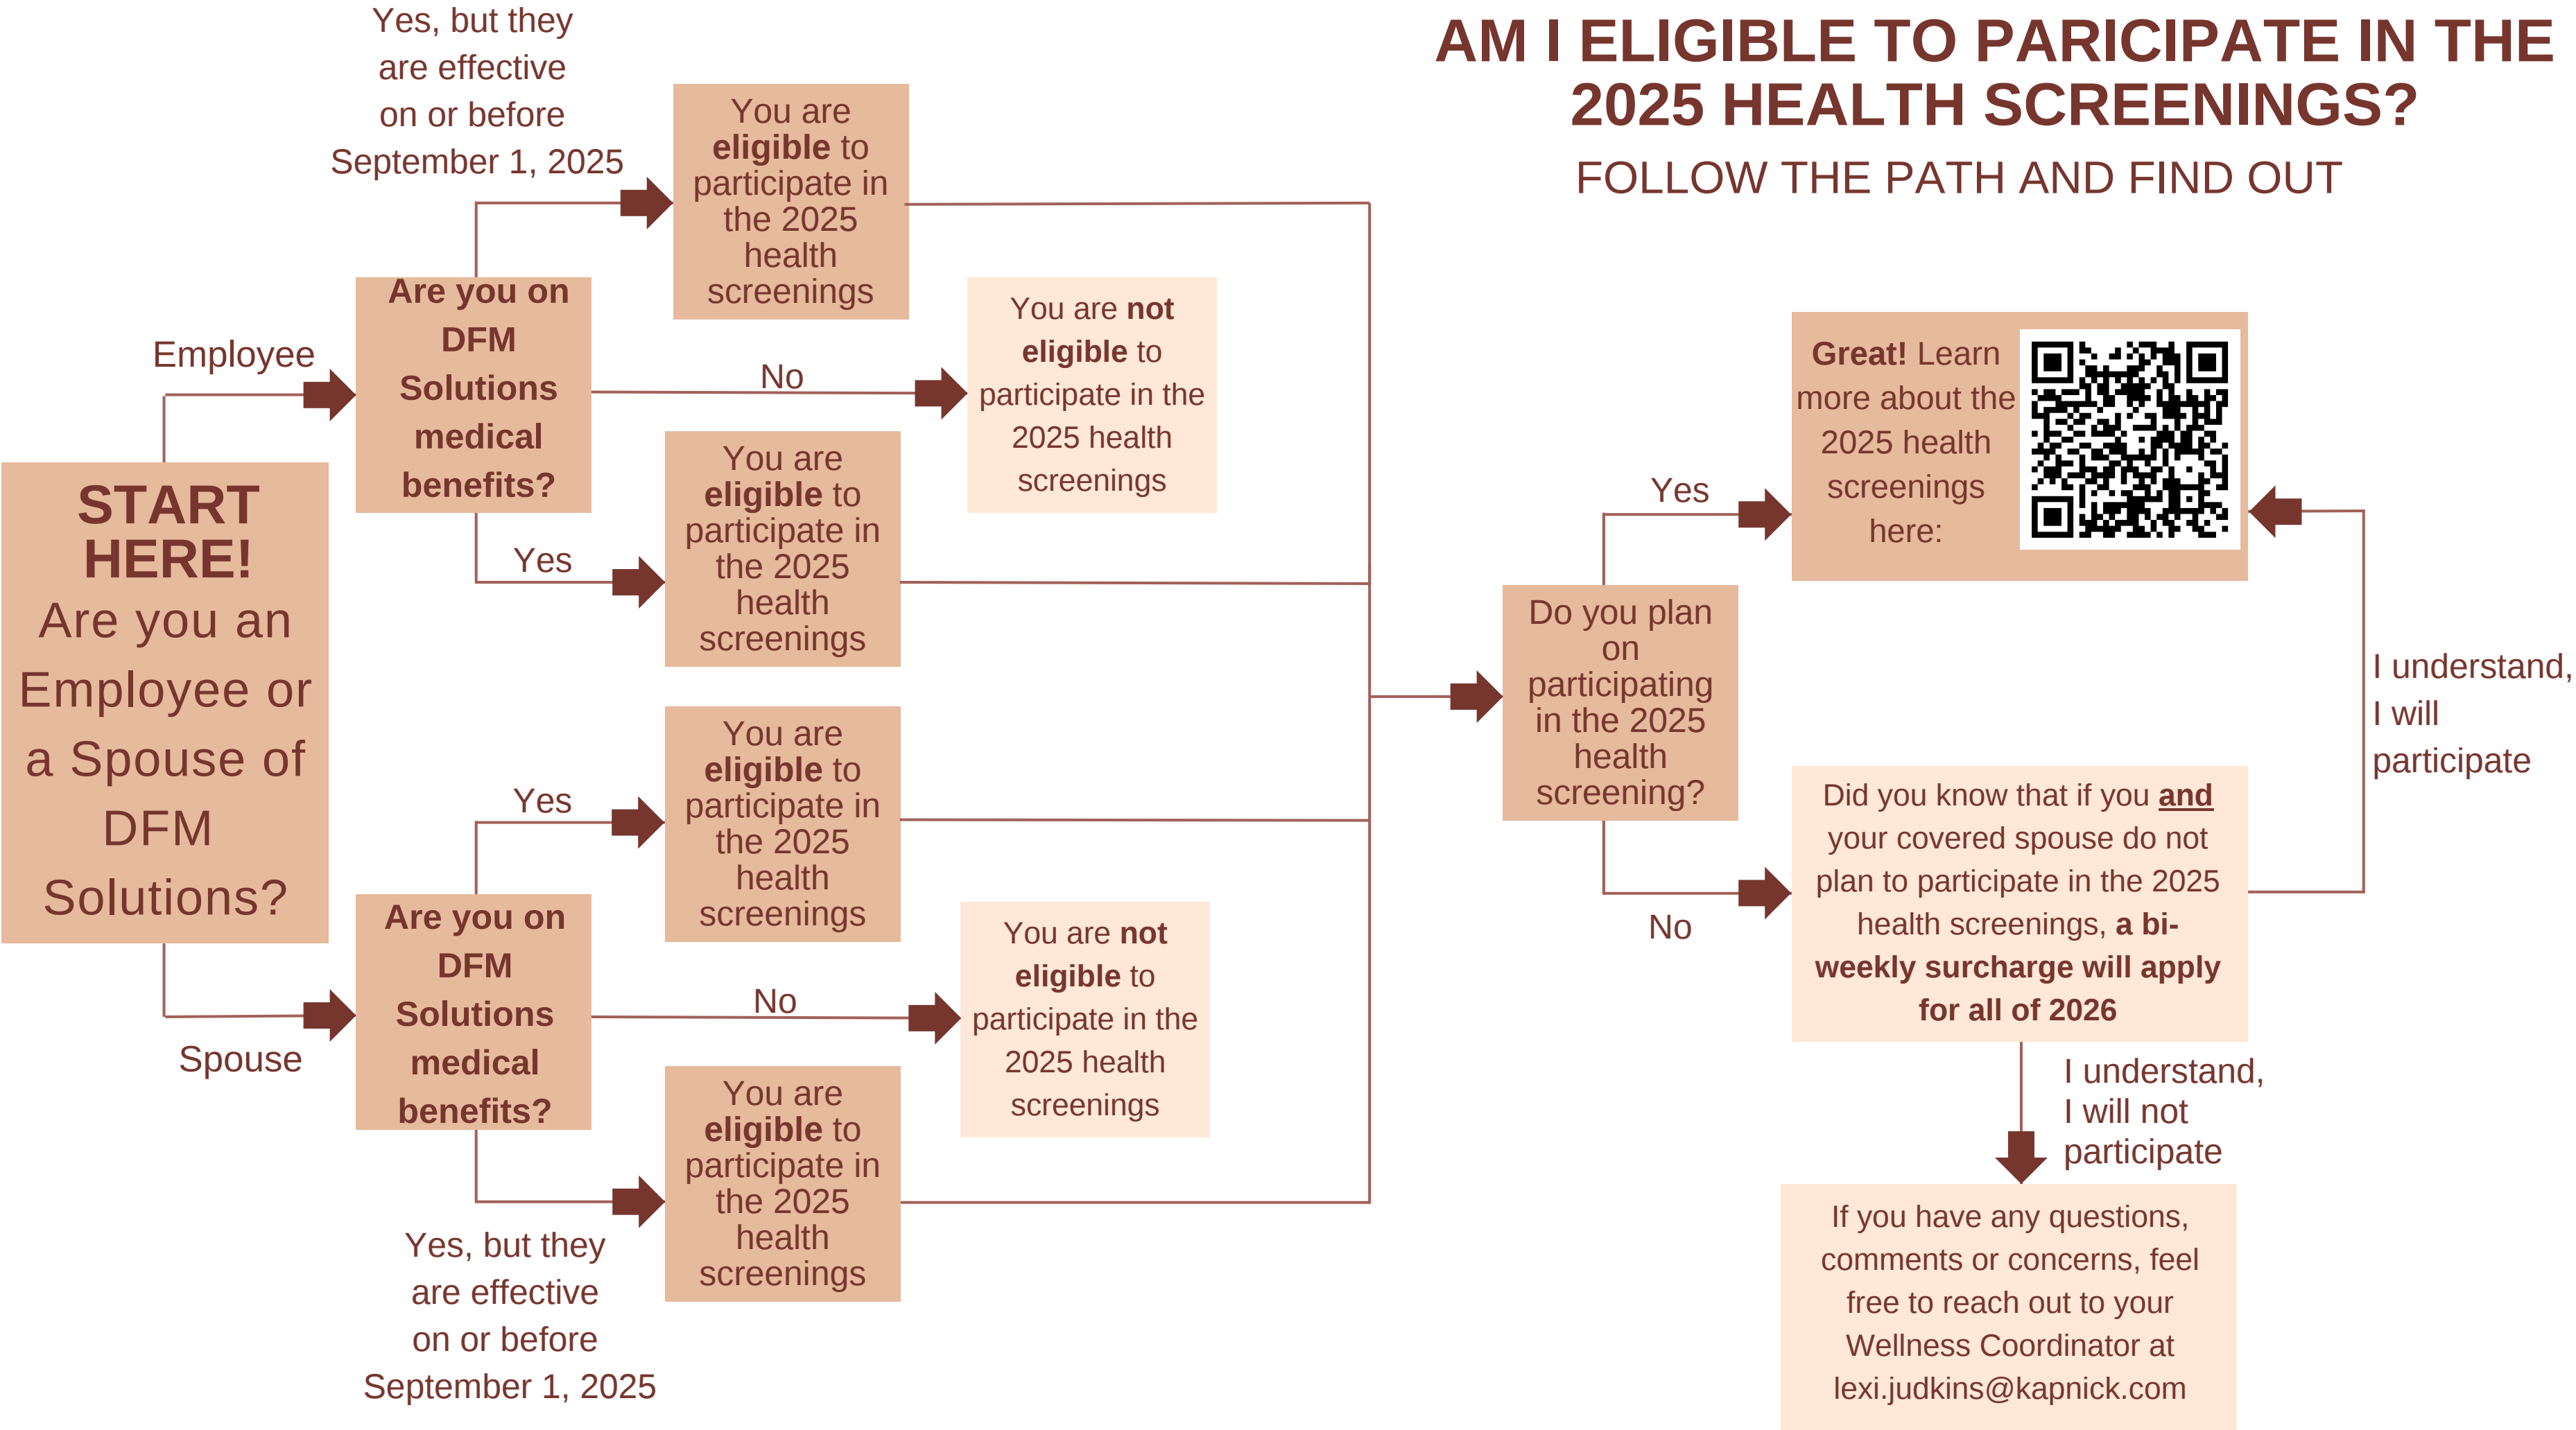 AM I ELIGIBLE TO PARICIPATE IN THE
2025 HEALTH SCREENINGS?
FOLLOW THE PATH AND FIND OUT
START
HERE!
Are you an
Employee or
a Spouse of
DFM
Solutions?
Employee
Are you on
DFM
Solutions
medical
benefits?
Yes, but they
are effective
on or before
September 1, 2025
You are
eligible to
participate in
the 2025
health
screenings
No
You are not
eligible to
participate in the
2025 health
screenings
Yes
You are
eligible to
participate in
the 2025
health
screenings
Spouse
Are you on
DFM
Solutions
medical
benefits?
Yes
You are
eligible to
participate in
the 2025
health
screenings
No
You are not
eligible to
participate in the
2025 health
screenings
Yes, but they
are effective
on or before
September 1, 2025
You are
eligible to
participate in
the 2025
health
screenings
Do you plan
on
participating
in the 2025
health
screening?
Yes
Great! Learn
more about the
2025 health
screenings
here:
No
Did you know that if you and
your covered spouse do not
plan to participate in the 2025
health screenings, a bi-
weekly surcharge will apply
for all of 2026
I understand,
I will
participate
I understand,
I will not
participate
If you have any questions,
comments or concerns, feel
free to reach out to your
Wellness Coordinator at
lexi.judkins@kapnick.com